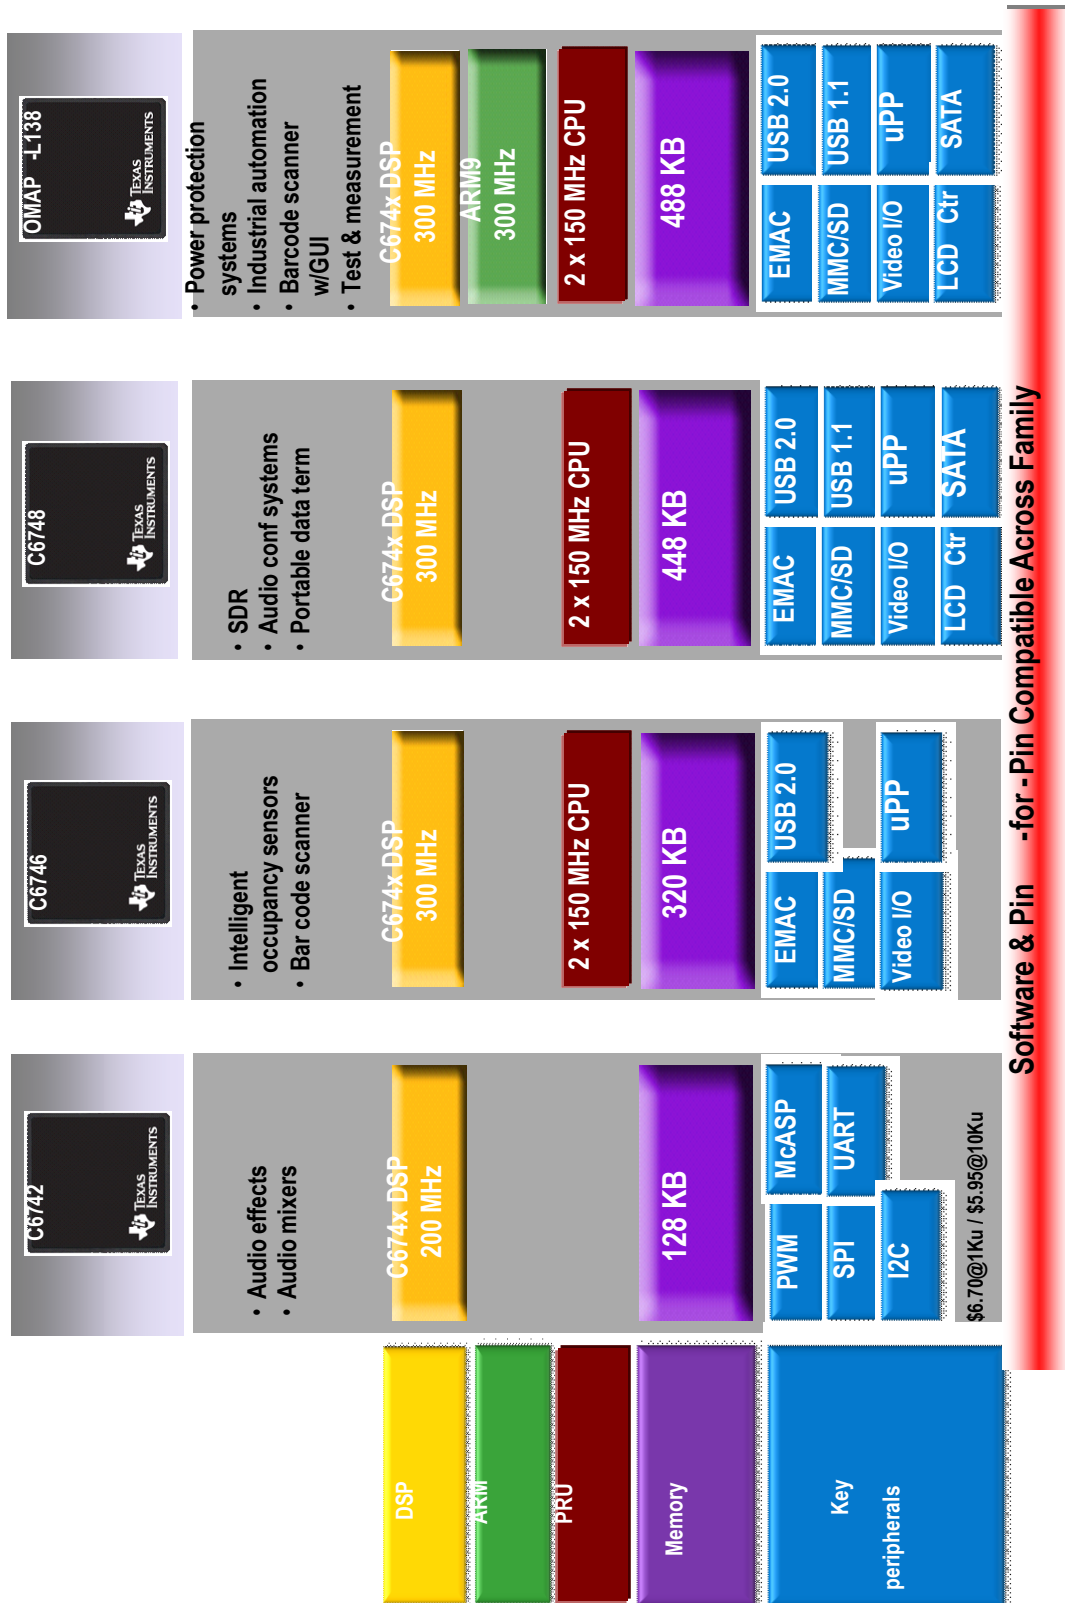 C6742
TEXAS
INSTRUMENTS
• Audio effects
• Audio mixers
C674x DSP
200 MHz
128 KB
PWM
McASP
SPI
UART
I2C
$6.70@1Ku / $5.95@10Ku
C6746
TEXAS
INSTRUMENTS
• Intelligent
occupancy sensors
• Bar code scanner
C674x DSP
300 MHz
2 x 150 MHz CPU
320 KB
EMAC
USB 2.0
MMC/SD
Video I/O
uPP
C6748
TEXAS
INSTRUMENTS
• SDR
• Audio conf systems
• Portable data term
C674x DSP
300 MHz
2 x 150 MHz CPU
448 KB
EMAC
USB 2.0
MMC/SD
USB 1.1
Video I/O
uPP
LCD Ctr
SATA
OMAP -L138
TEXAS
INSTRUMENTS
• Power protection
systems
• Industrial automation
• Barcode scanner
w/GUI
• Test & measurement
C674x DSP
300 MHz
ARM9
300 MHz
2 x 150 MHz CPU
488 KB
EMAC
USB 2.0
MMC/SD
USB 1.1
Video I/O
uPP
LCD Ctr
SATA
DSP
ARM
PRU
Memory
Key
peripherals
Software & Pin -for -Pin Compatible Across Family